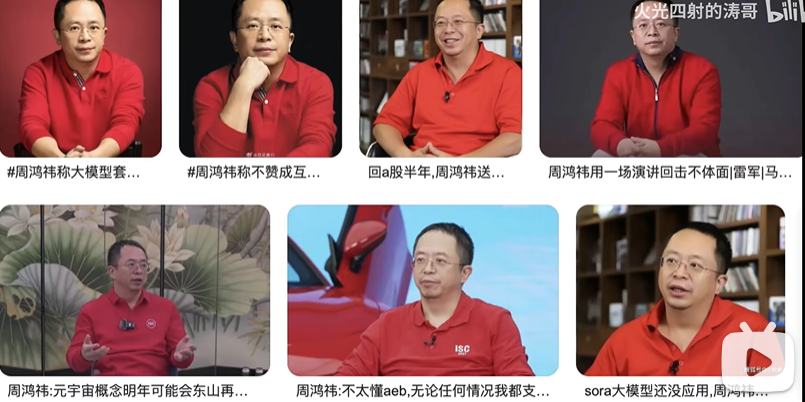 火光四射的涛哥
bili
#周鸿祎称大模型套…
#周鸿祎称不赞成互…
回a股半年,周鸿祎送…
周鸿祎用一场演讲回击不体面|雷军|马…
ISC
周鸿祎:元宇宙概念明年可能会东山再…
周鸿祎:不太懂aeb,无论任何情况我都支…
sora大模型还没应用,周鸿祎…